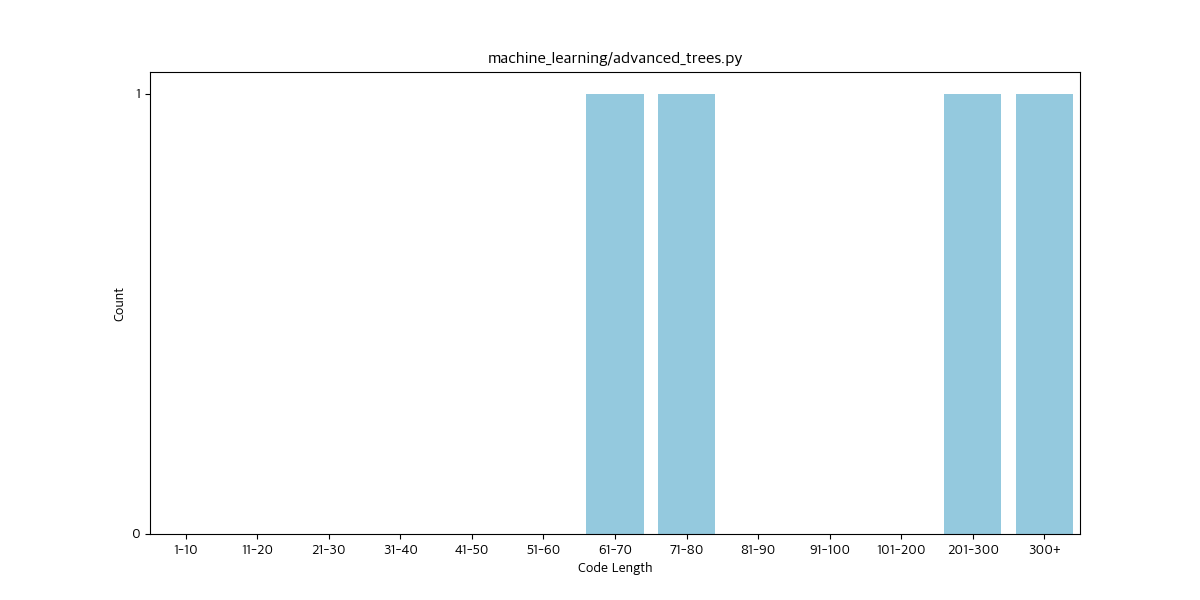 machine_learning/advanced_trees.py
1
Count
0
1-10 11-20 21-30 31-40 41-50 51-60 61-70 71-80 81-90 91-100 101-200 201-300 300+
Code Length